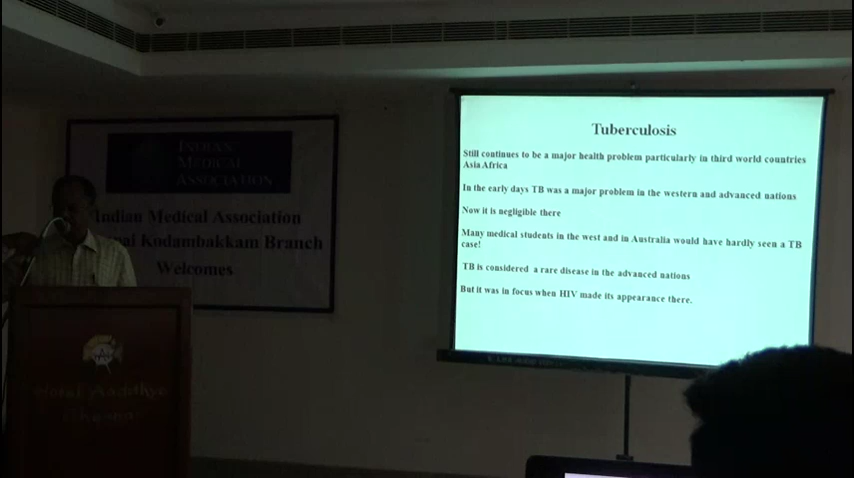 INDIAN
MEDICAL
ASSOCIATION
Indian Medical Association
Kodambakkam Branch
Welcomes
Tuberculosis
Still continues to be a major health problem particularly in third world countries
Asia Africa
In the early days TB was a major problem in the western and advanced nations
Now it is negligible there
Many medical students in the west and in Australia would have hardly seen a TB
case!
TB is considered a rare disease in the advanced nations
But it was in focus when HIV made its appearance there.